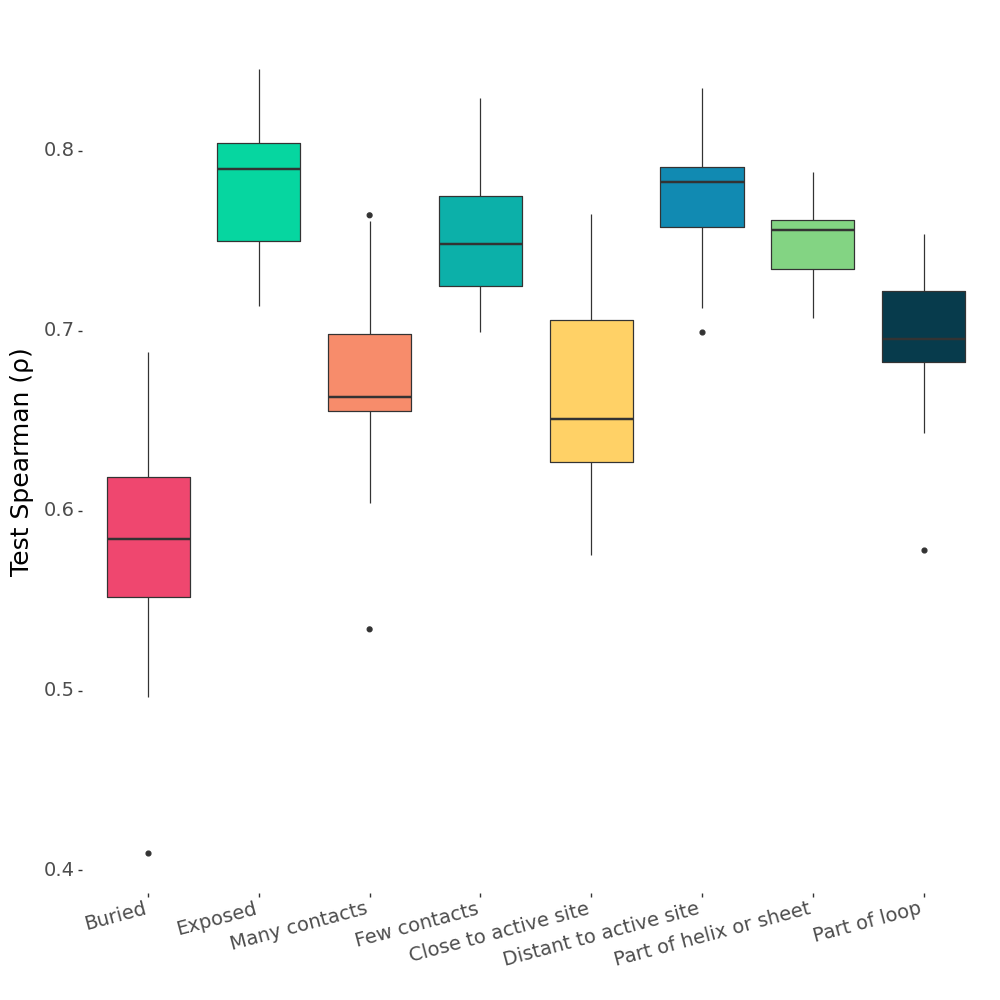 Test Spearman (ρ)
0.8
0.7
0.6
0.5
0.4
Buried
Exposed
Many contacts
Few contacts
Close to active site
Distant to active site
Part of helix or sheet
Part of loop